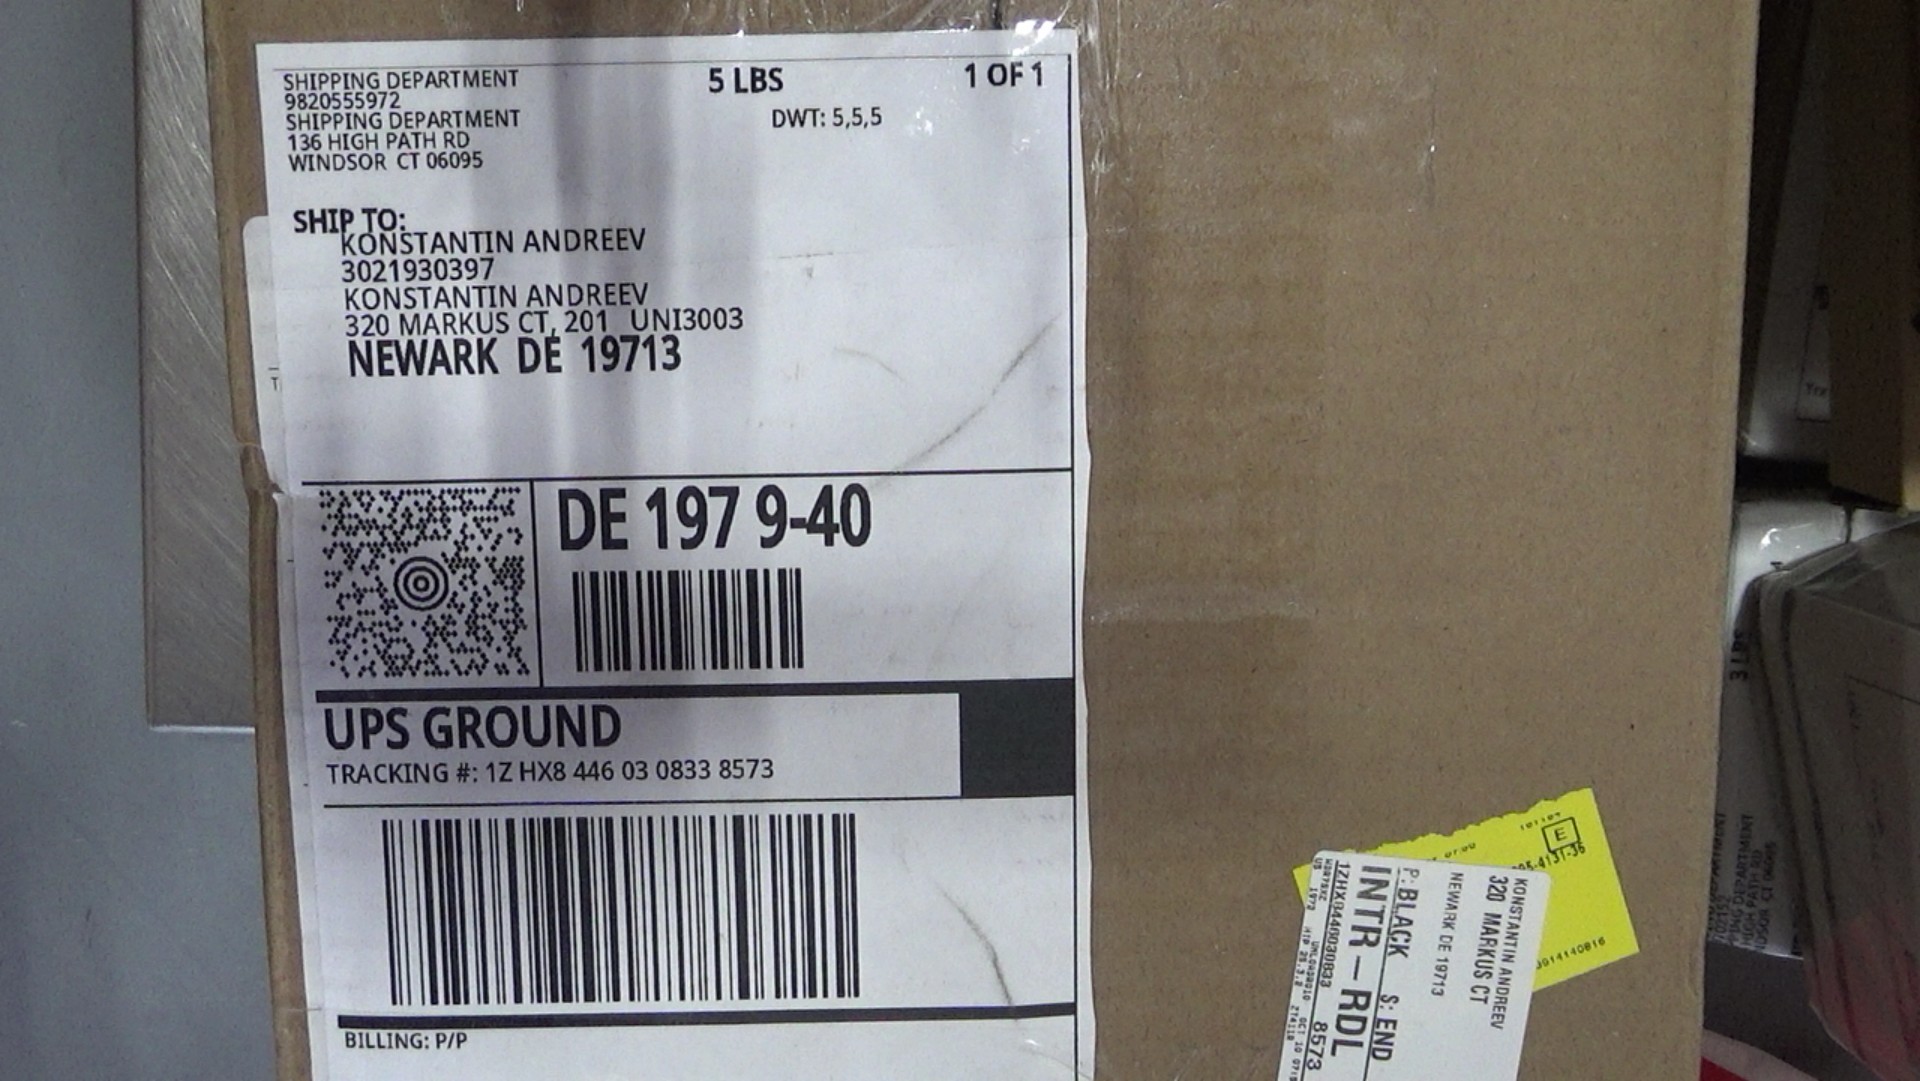 SHIPPING DEPARTMENT
9820555972
SHIPPING DEPARTMENT
136 HIGH PATH RD
WINDSOR CT 06095
5 LBS
1 OF 1
DWT: 5,5,5
SHIP TO:
KONSTANTIN ANDREEV
3021930397
KONSTANTIN ANDREEV
320 MARKUS CT, 201 UNI3003
NEWARK DE 19713
DE 197 9-40
UPS GROUND
TRACKING #: 1Z HX8 446 03 0833 8573
BILLING: P/P
KONSTANTIN ANDREEV
320 MARKUS CT
NEWARK DE 19713
P: BLACK S: END
INTR-RDL
1ZHX8446030833 8573
E